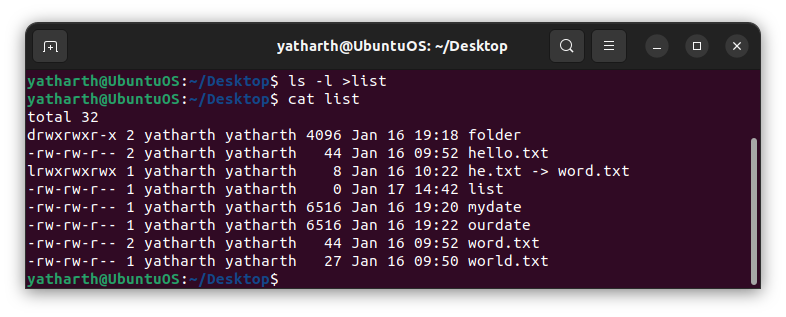 yatharth@UbuntuOS: ~/Desktop
yatharth@UbuntuOS:~/Desktop$ ls -l >list
yatharth@UbuntuOS:~/Desktop$ cat list
total 32
drwxrwxr-x 2 yatharth yatharth 4096 Jan 16 19:18 folder
-rw-rw-r-- 2 yatharth yatharth   44 Jan 16 09:52 hello.txt
lrwxrwxrwx 1 yatharth yatharth    8 Jan 16 10:22 he.txt -> word.txt
-rw-rw-r-- 1 yatharth yatharth    0 Jan 17 14:42 list
-rw-rw-r-- 1 yatharth yatharth 6516 Jan 16 19:20 mydate
-rw-rw-r-- 1 yatharth yatharth 6516 Jan 16 19:22 ourdate
-rw-rw-r-- 2 yatharth yatharth   44 Jan 16 09:52 word.txt
-rw-rw-r-- 1 yatharth yatharth   27 Jan 16 09:50 world.txt
yatharth@UbuntuOS:~/Desktop$